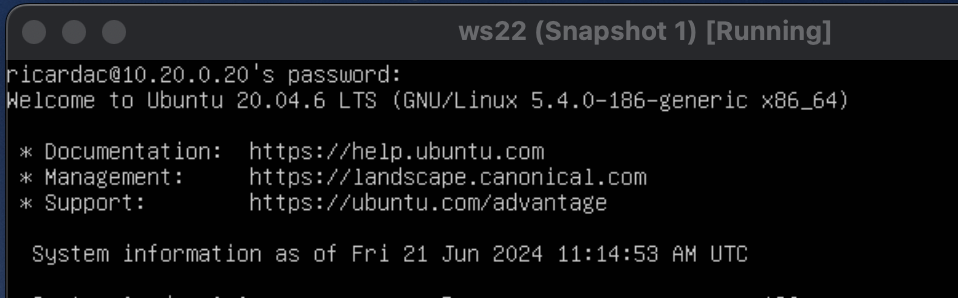 ws22 (Snapshot 1) [Running]
ricardac@10.20.0.20's password:
Welcome to Ubuntu 20.04.6 LTS (GNU/Linux 5.4.0-186-generic x86_64)
* Documentation: https://help.ubuntu.com
* Management: https://landscape.canonical.com
* Support: https://ubuntu.com/advantage
System information as of Fri 21 Jun 2024 11:14:53 AM UTC